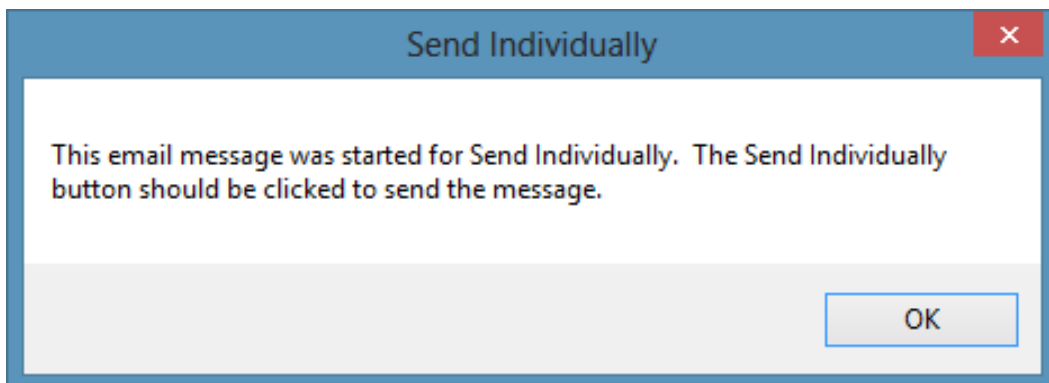 Send Individually
This email message was started for Send Individually.  The Send Individually
button should be clicked to send the message.
OK